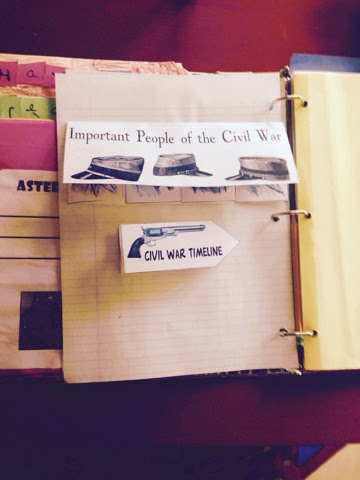 Important People of the Civil War
CIVIL WAR TIMELINE
ASTE